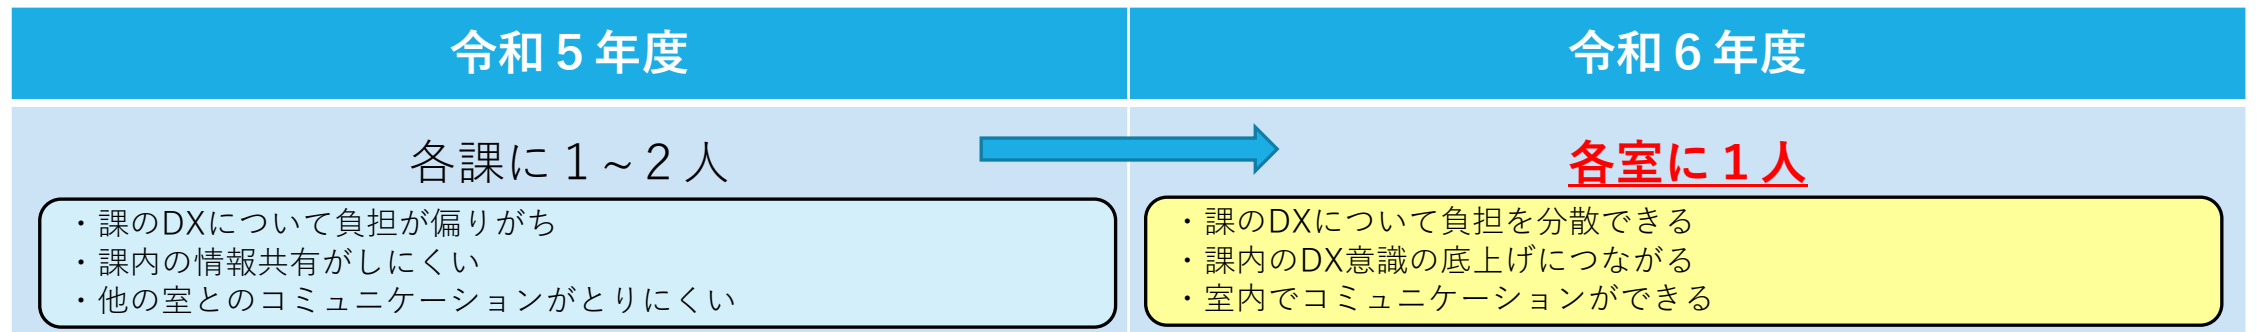 令和５年度
令和６年度
各課に１~２人
各室に１人
・課のDXについて負担が偏りがち
・課内の情報共有がしにくい
・他の室とのコミュニケーションがとりにくい
・課のDXについて負担を分散できる
・課内のDX意識の底上げにつながる
・室内でコミュニケーションができる